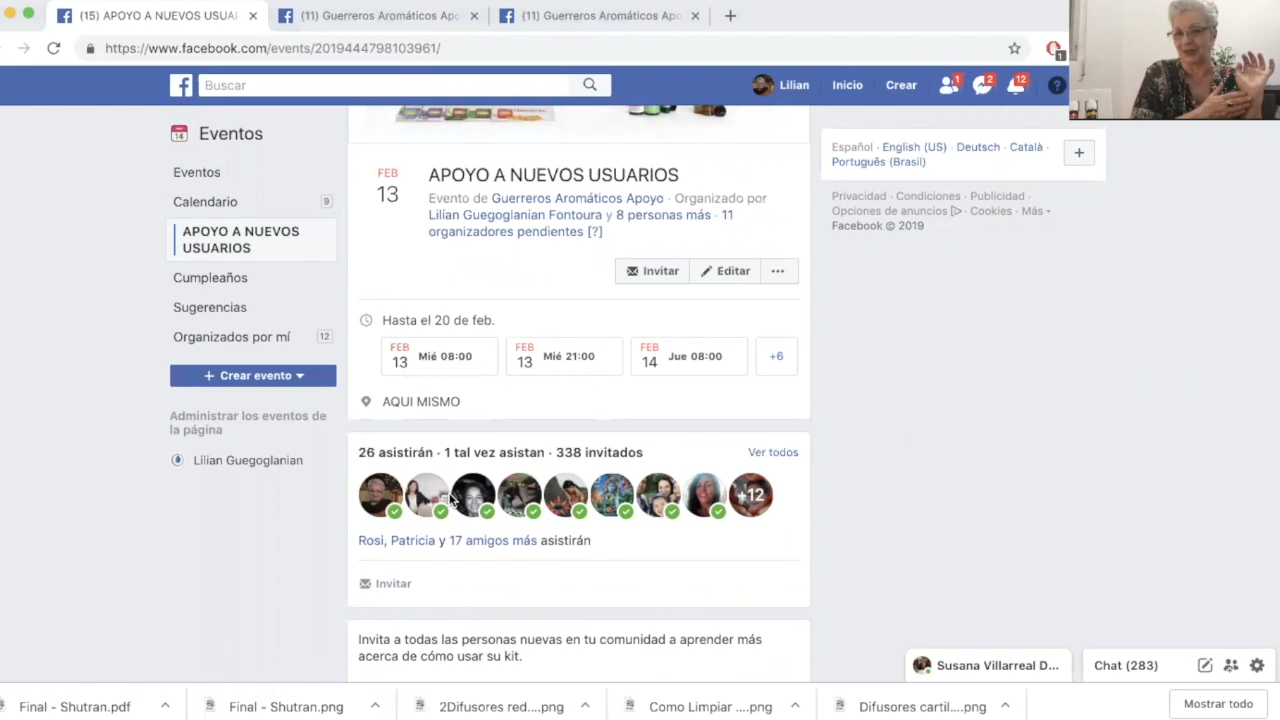 (15) APOYO A NUEVOS USUA
(11) Guerreros Aromáticos Apo
(11) Guerreros Aromáticos Apo
https://www.facebook.com/events/2019444798103961/
1
Buscar
Lilian
Inicio
Crear
1
2
12
Eventos
Eventos
Calendario 9
APOYO A NUEVOS
USUARIOS
Cumpleaños
Sugerencias
Organizados por mí 12
+ Crear evento
Administrar los eventos de
la página
Lilian Guegoglanian
FEB
13
APOYO A NUEVOS USUARIOS
Evento de Guerreros Aromáticos Apoyo · Organizado por
Lilian Guegoglanian Fontoura y 8 personas más · 11
organizadores pendientes [?]
Invitar
Editar
Hasta el 20 de feb.
FEB
13
Mié 08:00
FEB
13
Mié 21:00
FEB
14
Jue 08:00
+6
AQUI MISMO
26 asistirán · 1 tal vez asistan · 338 invitados
Ver todos
+12
Rosi, Patricia y 17 amigos más asistirán
Invitar
Invita a todas las personas nuevas en tu comunidad a aprender más
acerca de cómo usar su kit.
Español · English (US) · Deutsch · Català ·
Português (Brasil)
Privacidad · Condiciones · Publicidad ·
Opciones de anuncios · Cookies · Más
Facebook © 2019
Susana Villarreal D...
Chat (283)
Final - Shutran.pdf
Final - Shutran.png
2Difusores red....png
Como Limpiar ....png
Difusores cartil....png
Mostrar todo